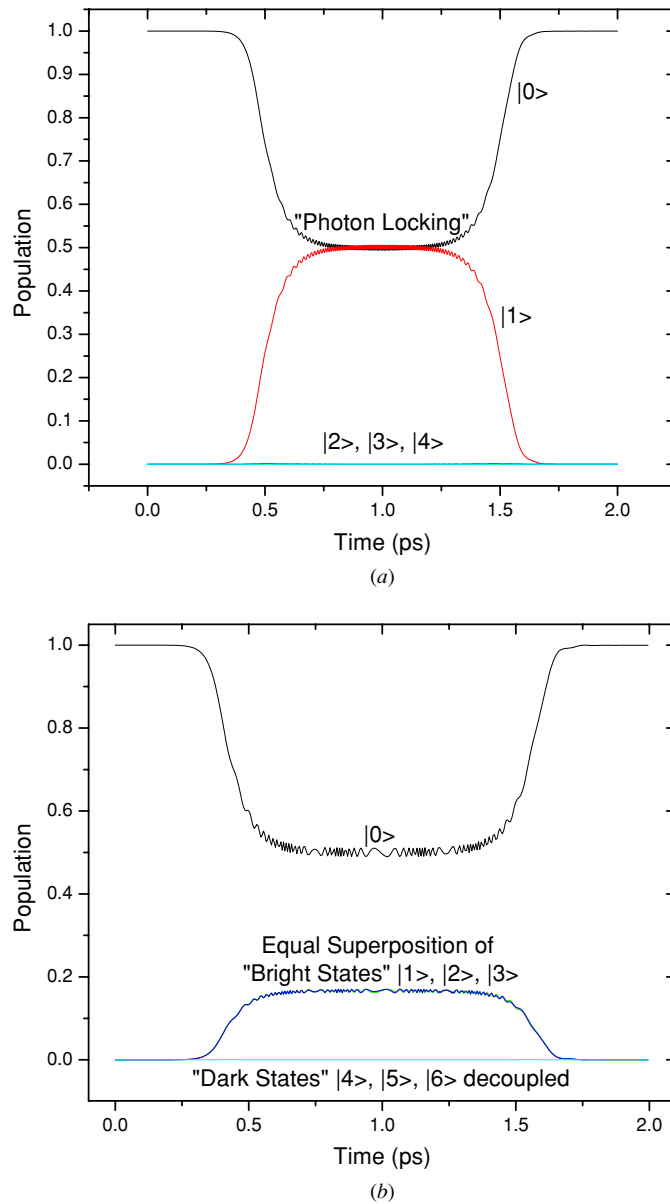 1.0
0.9
0.8
0.7
0.6
0.5
0.4
0.3
0.2
0.1
0.0
Population
|0>
"Photon Locking"
|1>
|2>, |3>, |4>
0.0 0.5 1.0 1.5 2.0
Time (ps)
(a)
1.0
0.8
0.6
0.4
0.2
0.0
Population
|0>
Equal Superposition of
"Bright States" |1>, |2>, |3>
"Dark States" |4>, |5>, |6> decoupled
0.0 0.5 1.0 1.5 2.0
Time (ps)
(b)